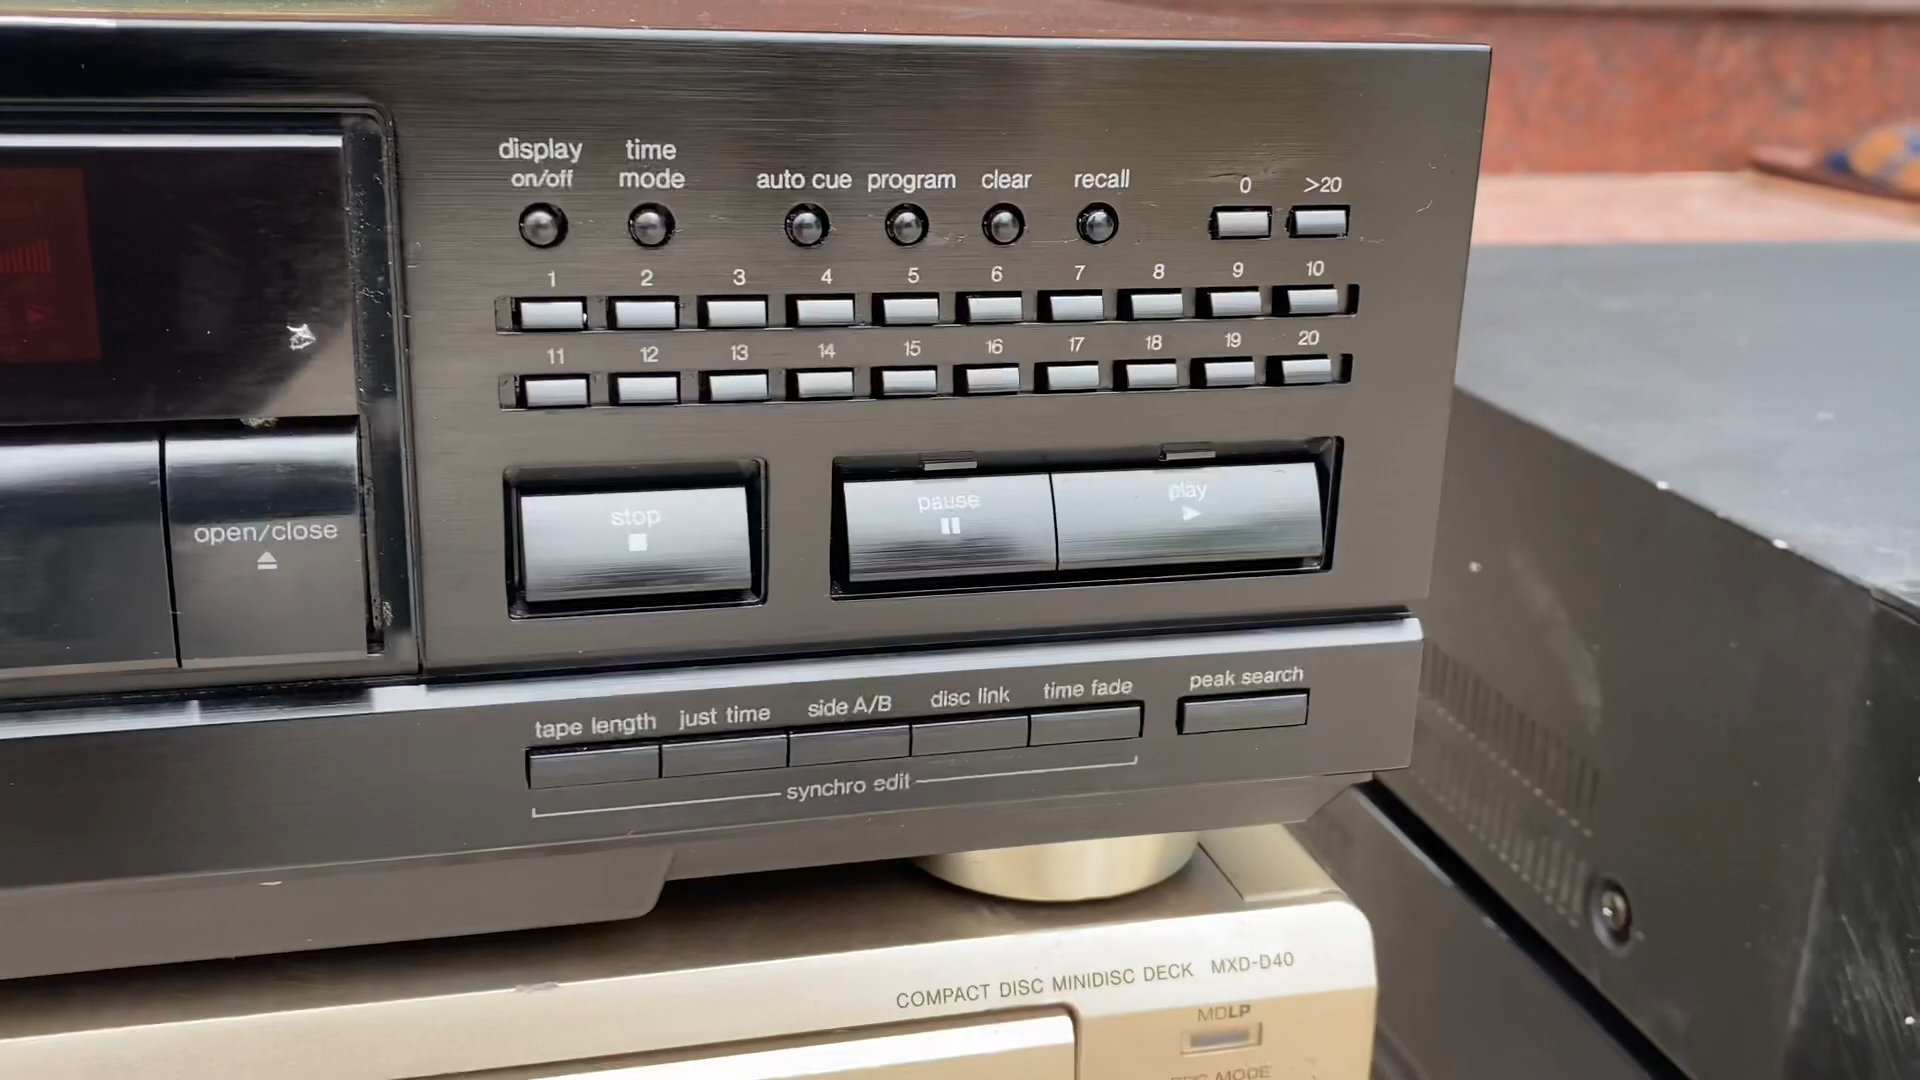 display
on/off
time
mode
auto cue
program
clear
recall
0
>20
1 2 3 4 5 6 7 8 9 10
11 12 13 14 15 16 17 18 19 20
open/close
stop
pause
play
tape length
just time
side A/B
disc link
time fade
peak search
synchro edit
COMPACT DISC MINIDISC DECK MXD-D40
MDLP
REC MODE